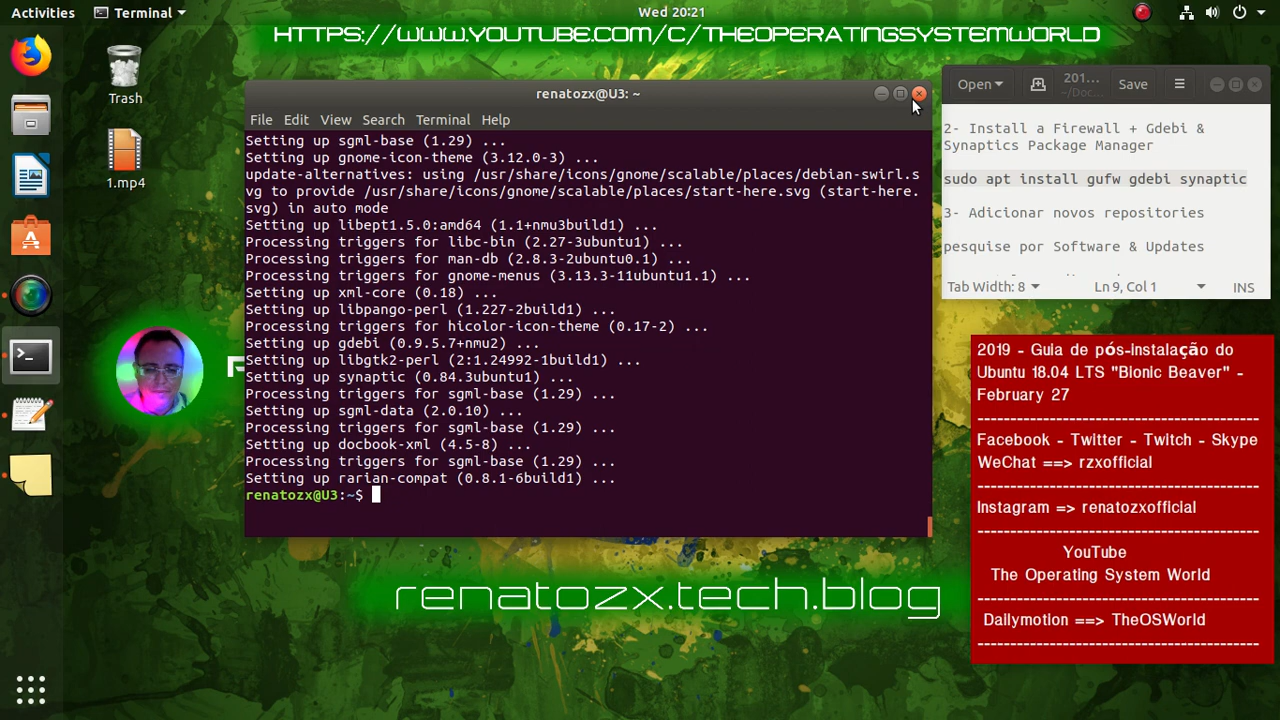 Activities
Terminal
Wed 20:21
HTTPS://WWW.YOUTUBE.COM/C/THEOPERATINGSYSTEMWORLD
Trash
1.mp4
renatozx@U3: ~
File Edit View Search Terminal Help
Setting up sgml-base (1.29) ...
Setting up gnome-icon-theme (3.12.0-3) ...
update-alternatives: using /usr/share/icons/gnome/scalable/places/debian-swirl.s
vg to provide /usr/share/icons/gnome/scalable/places/start-here.svg (start-here.
svg) in auto mode
Setting up libept1.5.0:amd64 (1.1+nmu3build1) ...
Processing triggers for libc-bin (2.27-3ubuntu1) ...
Processing triggers for man-db (2.8.3-2ubuntu0.1) ...
Processing triggers for gnome-menus (3.13.3-11ubuntu1.1) ...
Setting up xml-core (0.18) ...
Setting up libpango-perl (1.227-2build1) ...
Processing triggers for hicolor-icon-theme (0.17-2) ...
Setting up gdebi (0.9.5.7+nmu2) ...
Setting up libgtk2-perl (2:1.24992-1build1) ...
Setting up synaptic (0.84.3ubuntu1) ...
Processing triggers for sgml-base (1.29) ...
Setting up sgml-data (2.0.10) ...
Processing triggers for sgml-base (1.29) ...
Setting up docbook-xml (4.5-8) ...
Processing triggers for sgml-base (1.29) ...
Setting up rarian-compat (0.8.1-6build1) ...
renatozx@U3:~$
Open
201...
~/Doc...
Save
2- Install a Firewall + Gdebi &
Synaptics Package Manager
sudo apt install gufw gdebi synaptic
3- Adicionar novos repositories
pesquise por Software & Updates
Tab Width: 8
Ln 9, Col 1
INS
2019 - Guia de pós-Instalação do
Ubuntu 18.04 LTS "Bionic Beaver" -
February 27
Facebook - Twitter - Twitch - Skype
WeChat ==> rzxofficial
Instagram => renatozxofficial
YouTube
The Operating System World
Dailymotion ==> TheOSWorld
renatozx.tech.blog